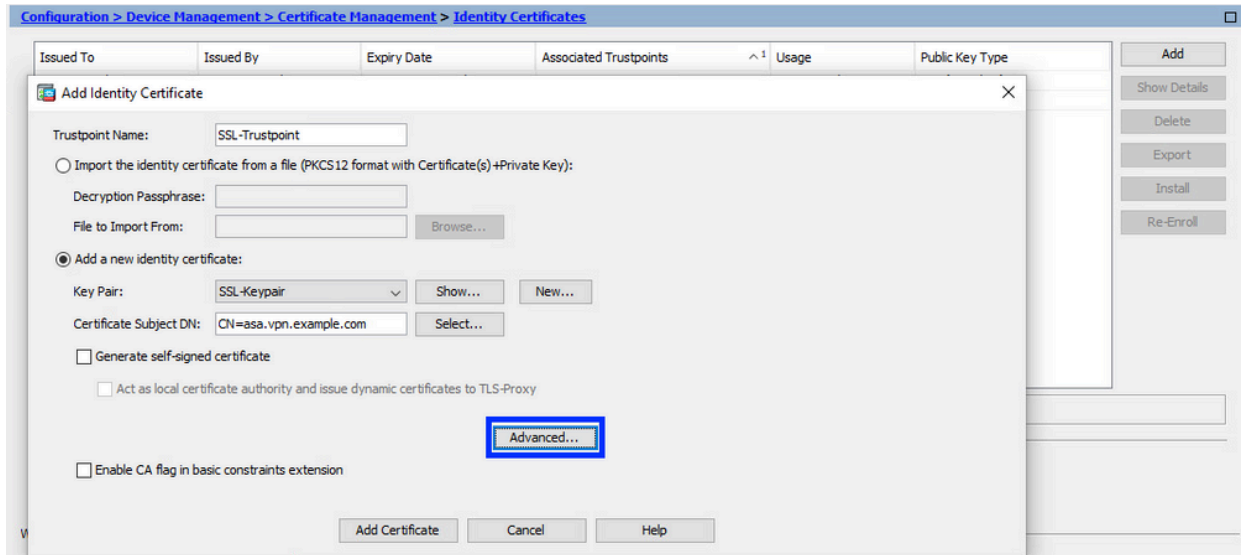 Configuration > Device Management > Certificate Management > Identity Certificates
Issued To Issued By Expiry Date Associated Trustpoints 1 Usage Public Key Type
Add
Show Details
Delete
Export
Install
Re-Enroll
Add Identity Certificate
Trustpoint Name: SSL-Trustpoint
Import the identity certificate from a file (PKCS12 format with Certificate(s)+Private Key):
Decryption Passphrase:
File to Import From: Browse...
Add a new identity certificate:
Key Pair: SSL-Keypair Show... New...
Certificate Subject DN: CN=asa.vpn.example.com Select...
Generate self-signed certificate
Act as local certificate authority and issue dynamic certificates to TLS-Proxy
Advanced...
Enable CA flag in basic constraints extension
Add Certificate Cancel Help